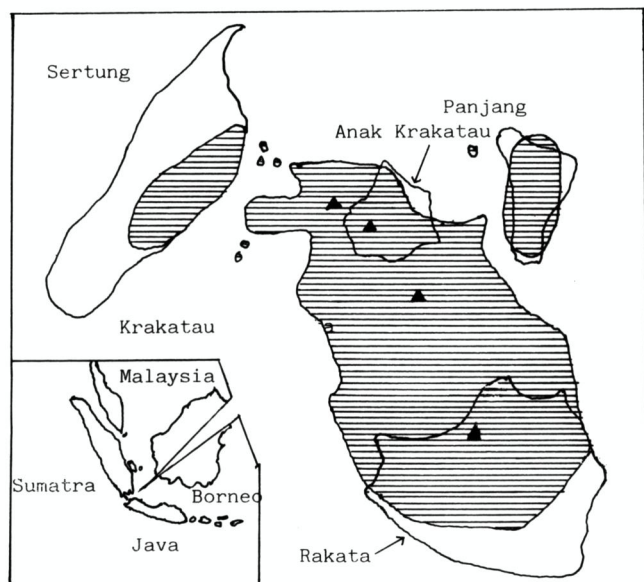 Sertung
Panjang
Anak Krakatau
Krakatau
Malaysia
Sumatra
Borneo
Java
Rakata